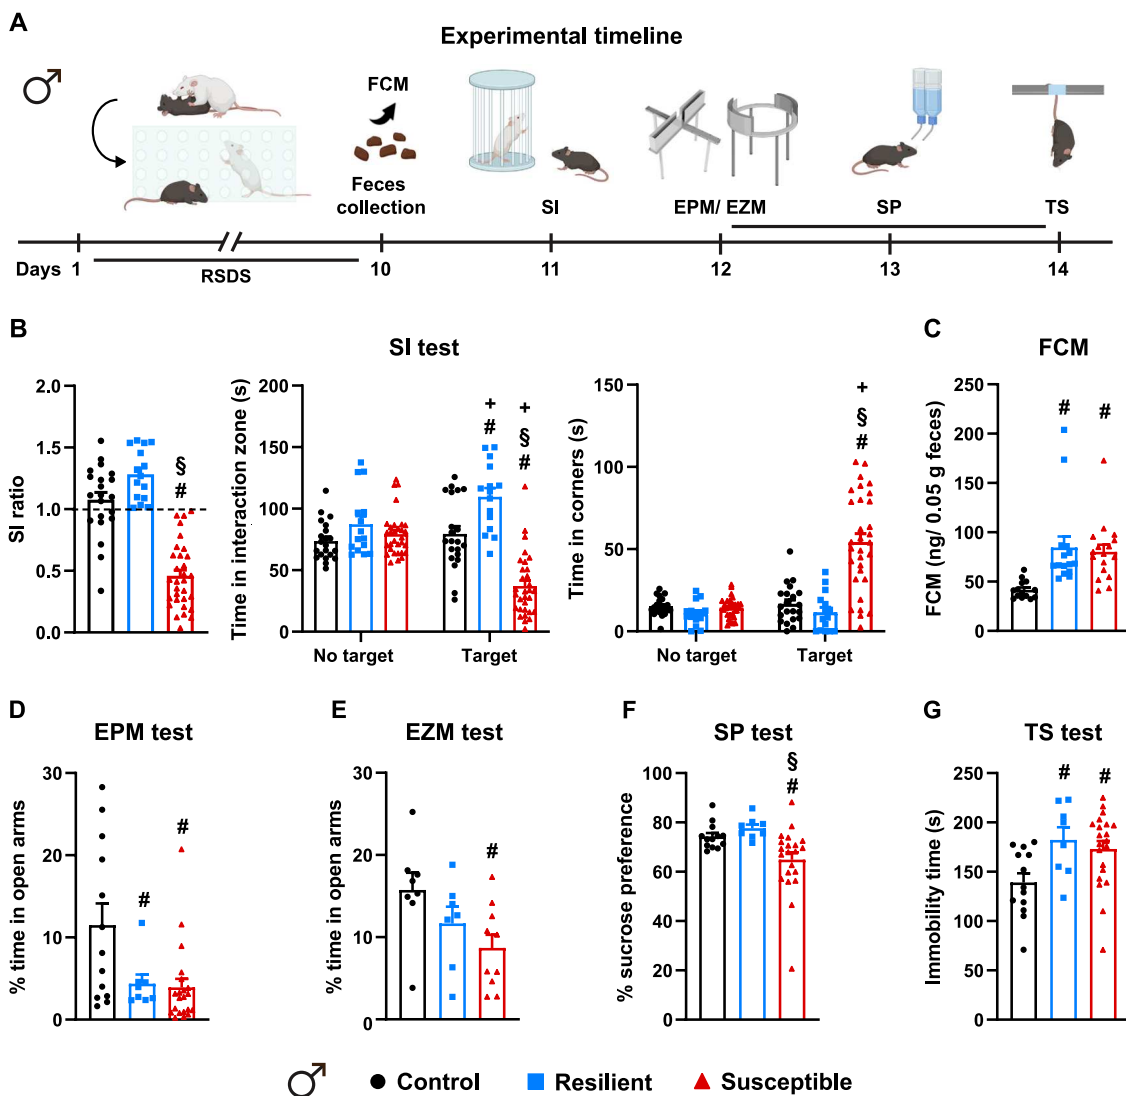 A
Experimental timeline
♂
FCM
Feces
collection
SI
EPM/ EZM
SP
TS
Days 1
RSDS
10
11
12
13
14
B
SI test
SI ratio
2.0
1.5
1.0
0.5
0.0
§
#
Time in interaction zone (s)
200
150
100
50
0
+
#
+
§
#
No target
Target
Time in corners (s)
150
100
50
0
+
§
#
No target
Target
C
FCM
FCM (ng/ 0.05 g feces)
250
200
150
100
50
0
#
#
D
EPM test
% time in open arms
30
20
10
0
#
#
E
EZM test
% time in open arms
30
20
10
0
#
F
SP test
% sucrose preference
100
80
60
40
20
0
§
#
G
TS test
Immobility time (s)
250
200
150
100
50
0
#
#
♂ Control Resilient Susceptible